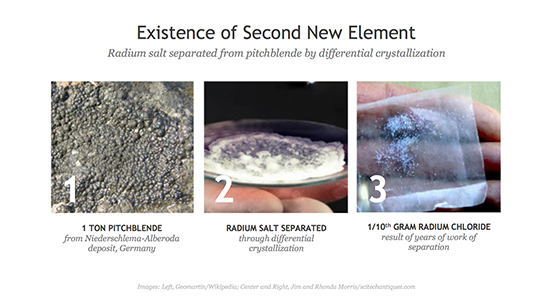 Existence of Second New Element
Radium salt separated from pitchblende by differential crystallization
1
2
3
1 TON PITCHBLENDE
from Niederschlema-Alberoda
deposit, Germany
RADIUM SALT SEPARATED
through differential
crystallization
1/10th GRAM RADIUM CHLORIDE
result of years of work of
separation
Images: Left, Geomartin/Wikipedia; Center and Right, Jim and Rhonda Morris/scitechantiques.com